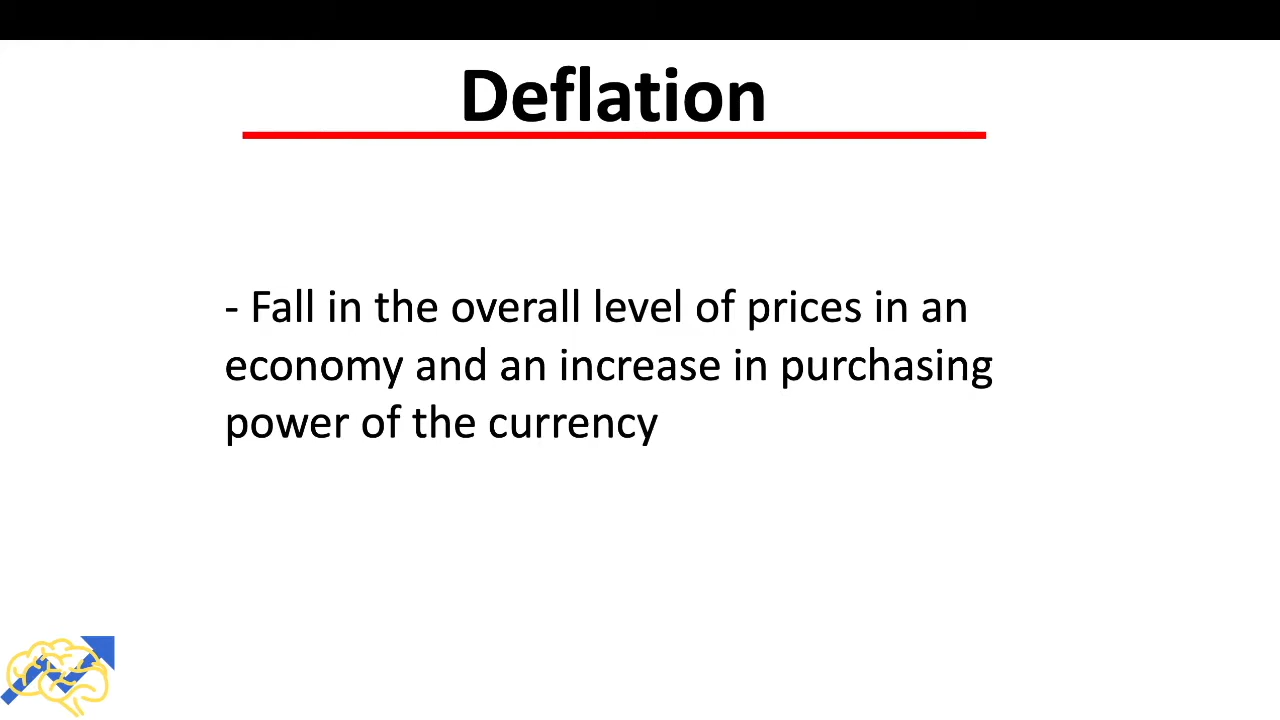 Deflation
- Fall in the overall level of prices in an
economy and an increase in purchasing
power of the currency